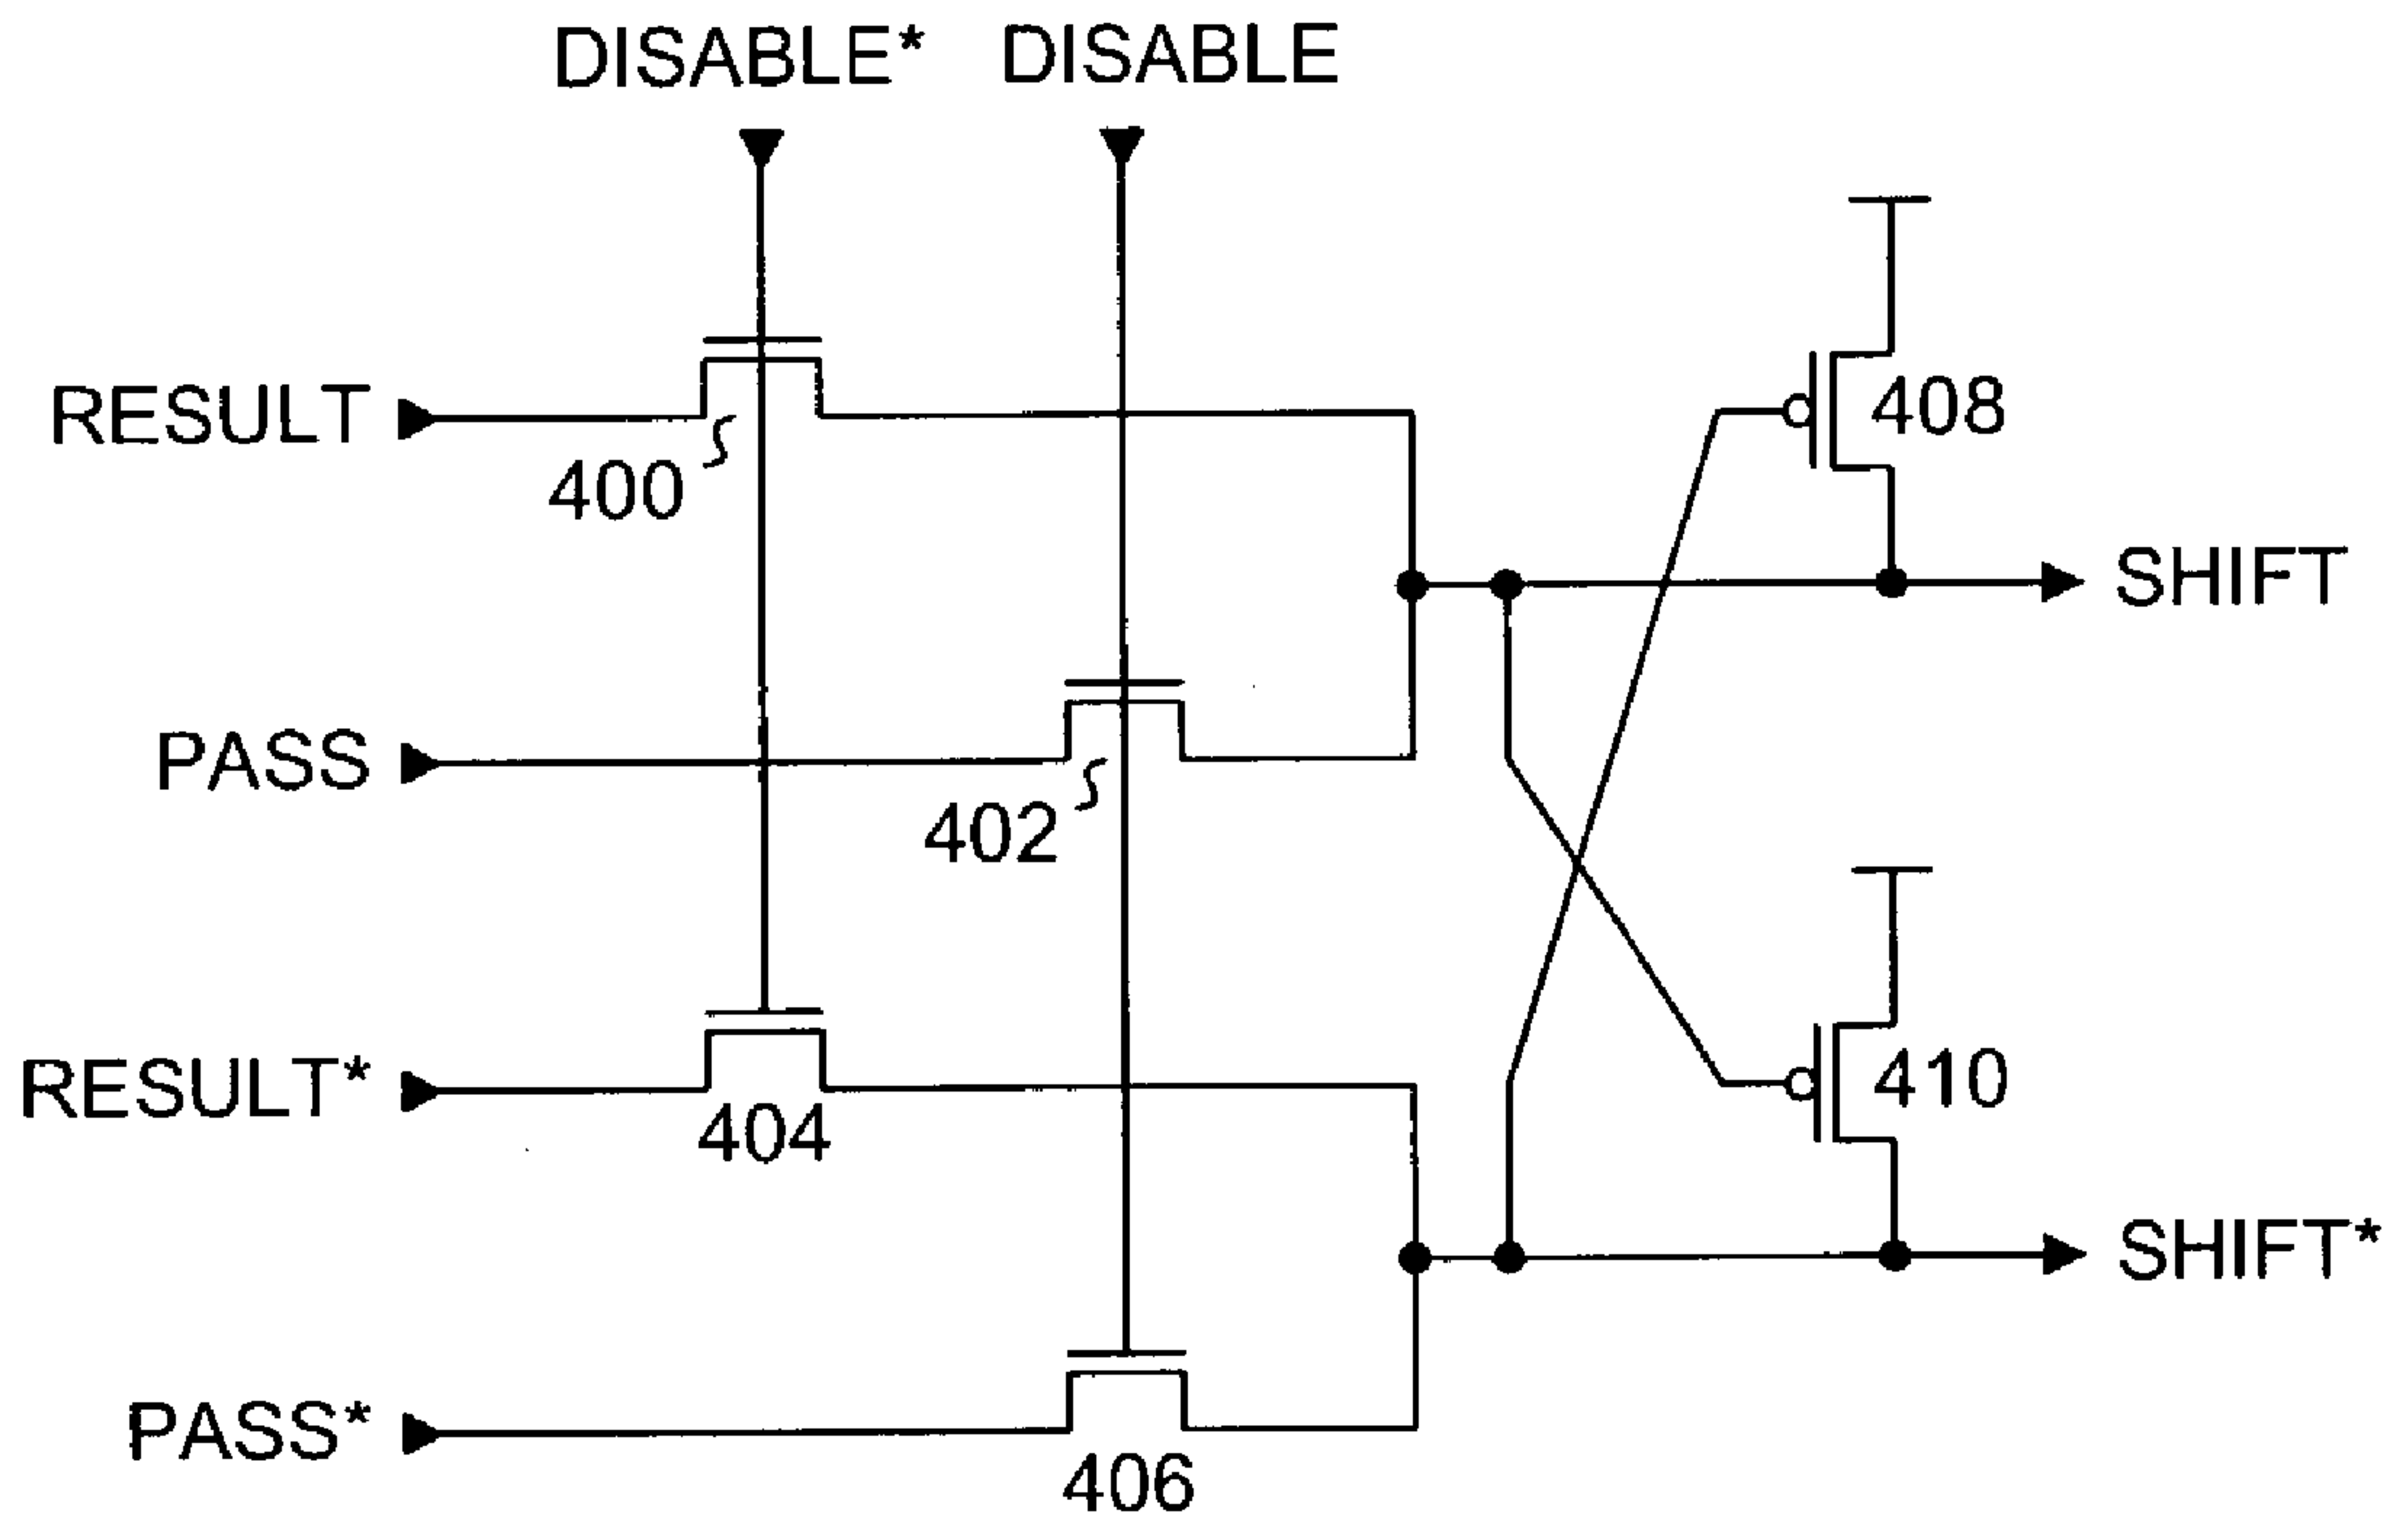 DISABLE* DISABLE
RESULT
400
408
SHIFT
PASS
402
RESULT*
404
410
SHIFT*
PASS*
406